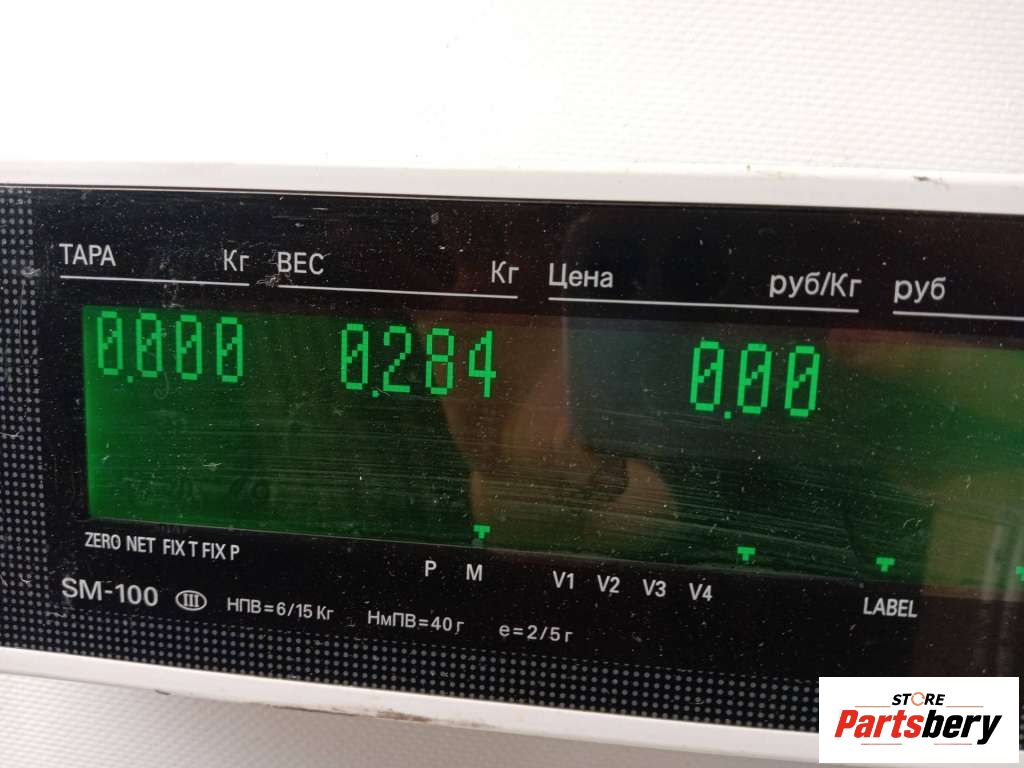 ТАРА Кг ВЕС Кг Цена руб/Кг руб
0.000 0.284 0.00
ZERO NET FIX T FIX P P M V1 V2 V3 V4 LABEL
SM-100 III НПВ=6/15 Кг НмПВ=40 г e=2/5 г
STORE
Partsbery